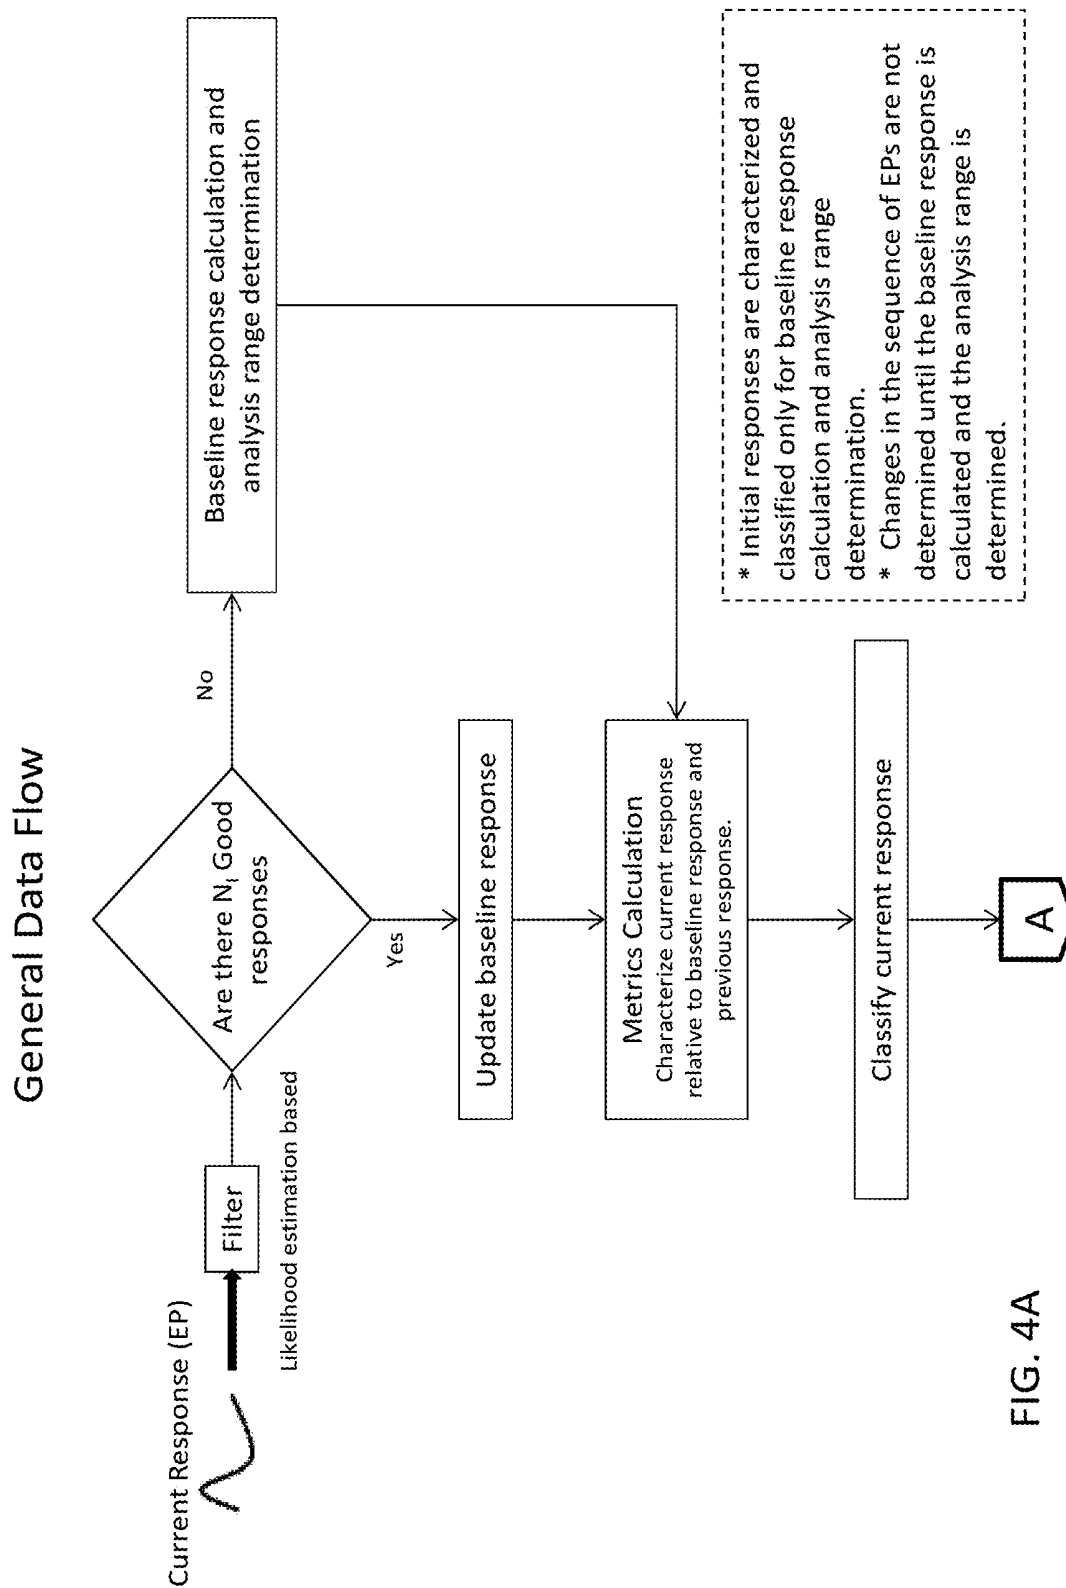 General Data Flow
Current Response (EP)
Filter
Likelihood estimation based
Are there N_I Good
responses
No
Baseline response calculation and
analysis range determination
Yes
Update baseline response
Metrics Calculation
Characterize current response
relative to baseline response and
previous response.
Classify current response
A
* Initial responses are characterized and
classified only for baseline response
calculation and analysis range
determination.
* Changes in the sequence of EPs are not
determined until the baseline response is
calculated and the analysis range is
determined.
FIG. 4A